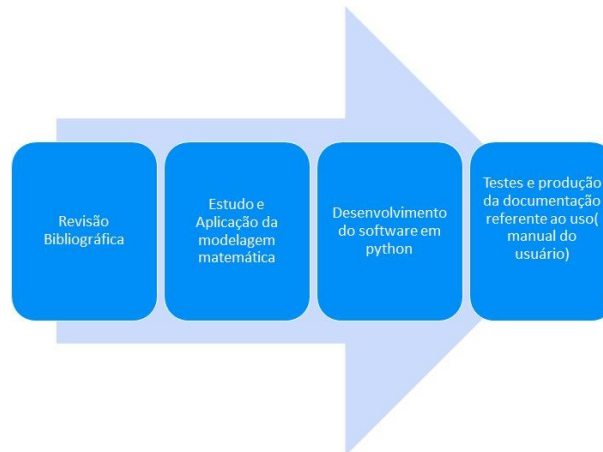 Revisão
Bibliográfica
Estudo e
Aplicação da
modelagem
matemática
Desenvolvimento
do software em
python
Testes e produção
da documentação
referente ao uso(
manual do
usuário)